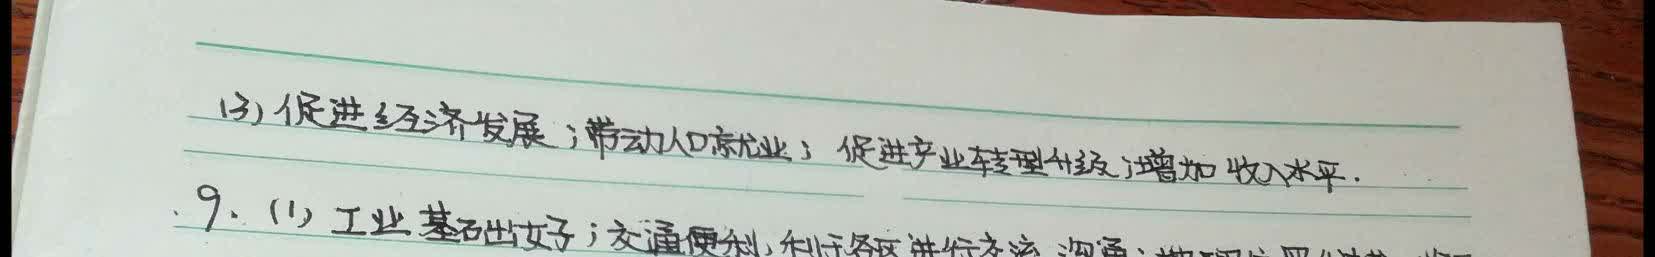 (3) 促进经济发展；带动人口就业；促进产业转型升级；增加收入水平.
9. (1) 工业基础好；交通便利，利于各区进行交流沟通；